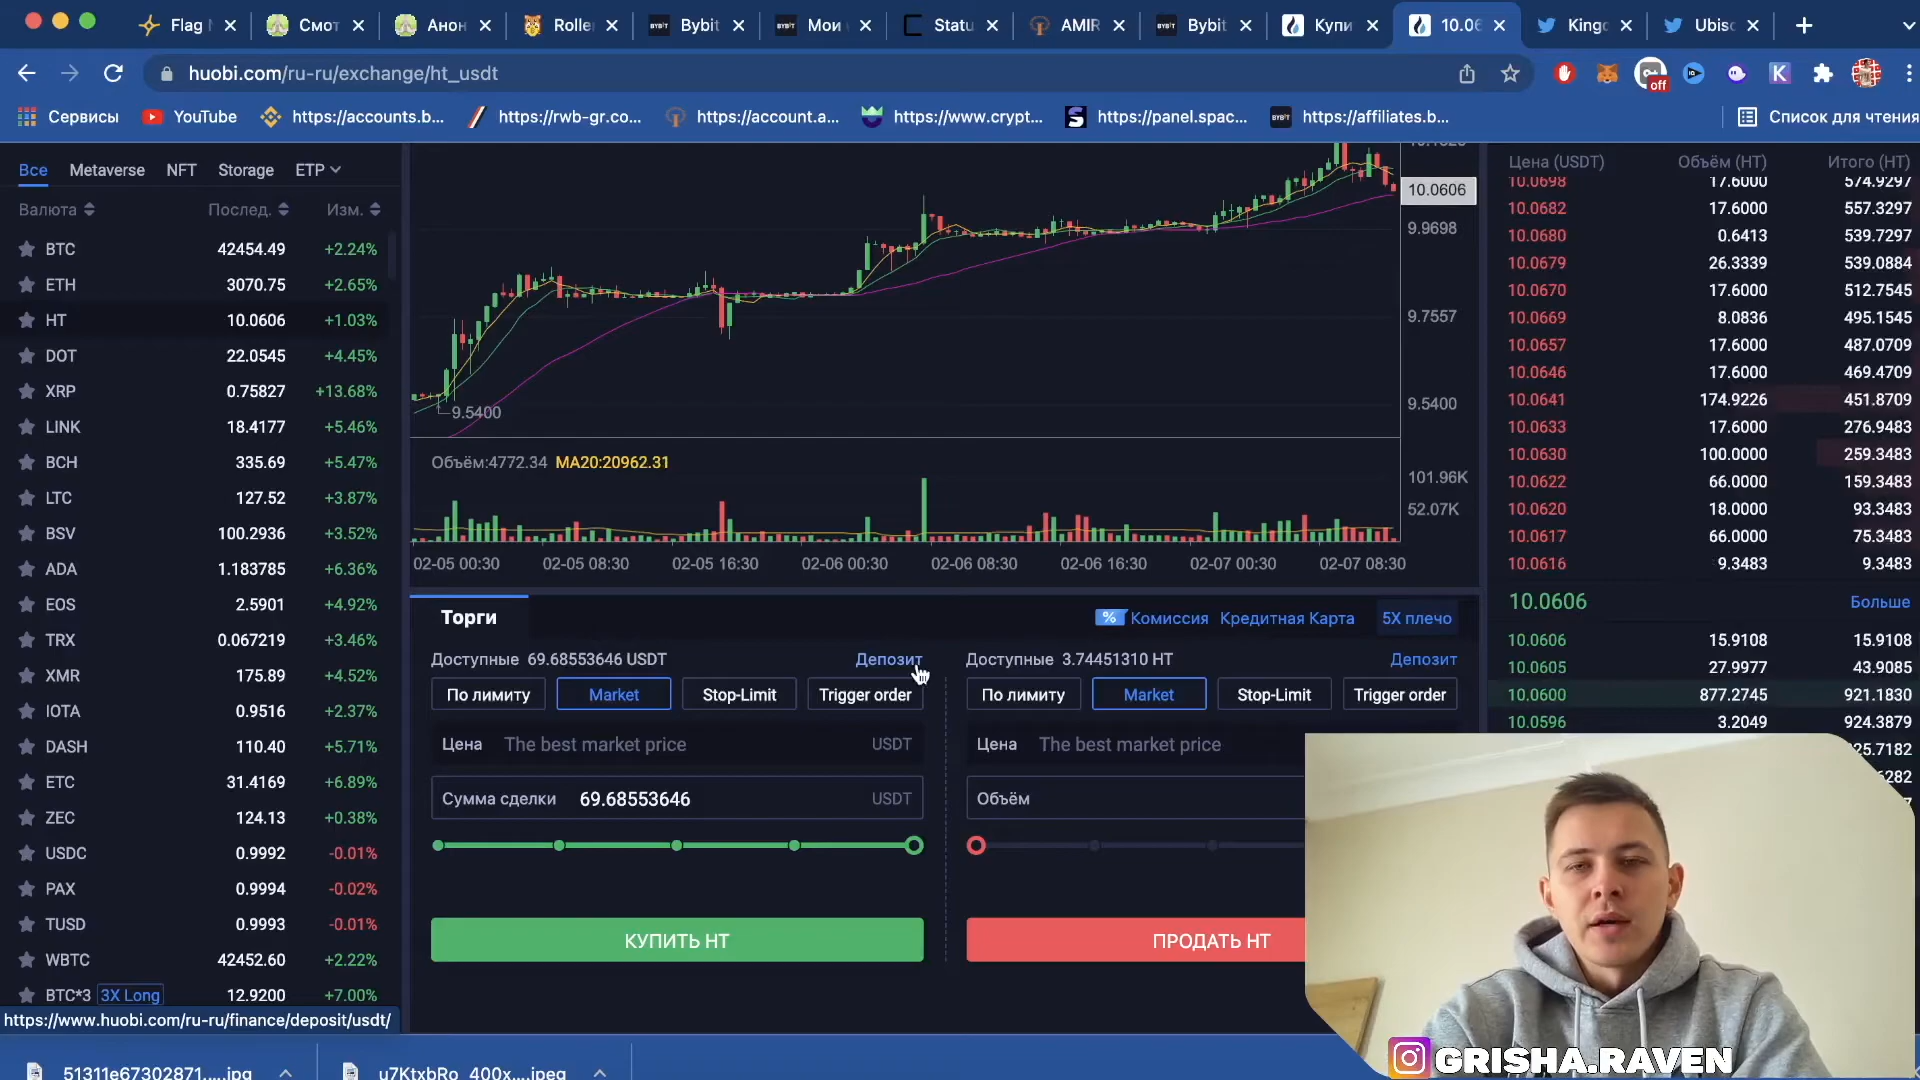 Flag N
Смот
Анон
Rolle
Bybit
Мои
Statu
AMIR
Bybit
Купи
10.06
Kingd
Ubisc
huobi.com/ru-ru/exchange/ht_usdt
off
Сервисы
YouTube
https://accounts.b...
https://rwb-gr.co...
https://account.a...
https://www.crypt...
https://panel.spac...
BYBIT
https://affiliates.b...
Список для чтения
Все Metaverse NFT Storage ETP
Валюта Послед. Изм.
BTC 42454.49 +2.24%
ETH 3070.75 +2.65%
HT 10.0606 +1.03%
DOT 22.0545 +4.45%
XRP 0.75827 +13.68%
LINK 18.4177 +5.46%
BCH 335.69 +5.47%
LTC 127.52 +3.87%
BSV 100.2936 +3.52%
ADA 1.183785 +6.36%
EOS 2.5901 +4.92%
TRX 0.067219 +3.46%
XMR 175.89 +4.52%
IOTA 0.9516 +2.37%
DASH 110.40 +5.71%
ETC 31.4169 +6.89%
ZEC 124.13 +0.38%
USDC 0.9992 -0.01%
PAX 0.9994 -0.02%
TUSD 0.9993 -0.01%
WBTC 42452.60 +2.22%
BTC*3 3X Long 12.9200 +7.00%
https://www.huobi.com/ru-ru/finance/deposit/usdt/
10.0606
9.9698
9.7557
9.5400
9.5400
Объём:4772.34 MA20:20962.31
101.96K
52.07K
02-05 00:30 02-05 08:30 02-05 16:30 02-06 00:30 02-06 08:30 02-06 16:30 02-07 00:30 02-07 08:30
Торги
% Комиссия Кредитная Карта 5X плечо
Доступные 69.68553646 USDT Депозит
По лимиту Market Stop-Limit Trigger order
Цена The best market price USDT
Сумма сделки 69.68553646 USDT
КУПИТЬ HT
Доступные 3.74451310 HT Депозит
По лимиту Market Stop-Limit Trigger order
Цена The best market price
Объём
ПРОДАТЬ HT
Цена (USDT) Объём (HT) Итого (HT)
10.0698 17.6000 574.9297
10.0682 17.6000 557.3297
10.0680 0.6413 539.7297
10.0679 26.3339 539.0884
10.0670 17.6000 512.7545
10.0669 8.0836 495.1545
10.0657 17.6000 487.0709
10.0646 17.6000 469.4709
10.0641 174.9226 451.8709
10.0633 17.6000 276.9483
10.0630 100.0000 259.3483
10.0622 66.0000 159.3483
10.0620 18.0000 93.3483
10.0617 66.0000 75.3483
10.0616 9.3483 9.3483
10.0606 Больше
10.0606 15.9108 15.9108
10.0605 27.9977 43.9085
10.0600 877.2745 921.1830
10.0596 3.2049 924.3879
GRISHA.RAVEN
51311e67302871.....jpg
u7KtxbRo_400x....jpeg